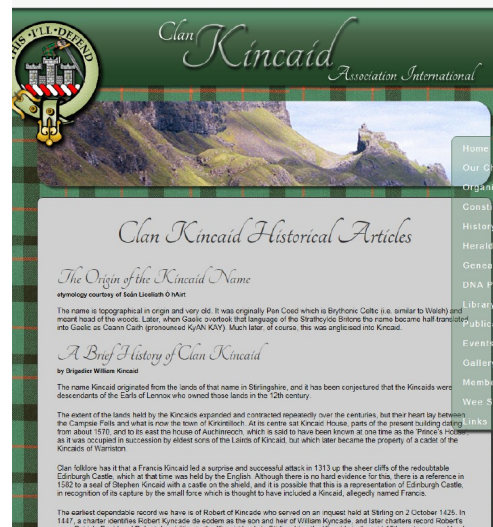 THIS I'LL DEFEND
Clan
Kincaid
Association International
Home
Our Ch
Organi
Consti
History
Herald
Genea
DNA P
Library
Publica
Events
Gallery
Membe
Wee S
Links
Clan Kincaid Historical Articles
The Origin of the Kincaid Name
etymology courtesy of Seán Liosliath O hAirt
The name is topographical in origin and very old. It was originally Pen Coed which is Brythonic Celtic (i.e. similar to Welsh) and
meant head of the woods. Later, when Gaelic overtook that language of the Strathclyde Britons the name became half-translated
into Gaelic as Ceann Caith (pronounced KyAN KAY). Much later, of course, this was anglicised into Kincaid.
A Brief History of Clan Kincaid
by Brigadier William Kincaid
The name Kincaid originated from the lands of that name in Stirlingshire, and it has been conjectured that the Kincaids were
descendants of the Earls of Lennox who owned those lands in the 12th century.
The extent of the lands held by the Kincaids expanded and contracted repeatedly over the centuries, but their heart lay between
the Campsie Fells and what is now the town of Kirkintilloch. At its centre sat Kincaid House, parts of the present building dating
from about 1570, and to its east the house of Auchinreoch, which is said to have been known at one time as the 'Prince's House'
as it was occupied in succession by eldest sons of the Lairds of Kincaid, but which later became the property of a cadet of the
Kincaids of Warriston.
Clan folklore has it that a Francis Kincaid led a surprise and successful attack in 1313 up the sheer cliffs of the redoubtable
Edinburgh Castle, which at that time was held by the English. Although there is no hard evidence for this, there is a reference in
1582 to a seal of Stephen Kincaid with a castle on the shield, and it is possible that this is a representation of Edinburgh Castle,
in recognition of its capture by the small force which is thought to have included a Kincaid, allegedly named Francis.
The earliest dependable record we have is of Robert of Kincade who served on an inquest held at Stirling on 2 October 1425. In
1447, a charter identifies Robert Kyncade de eodem as the son and heir of William Kyncade, and later charters record Robert's